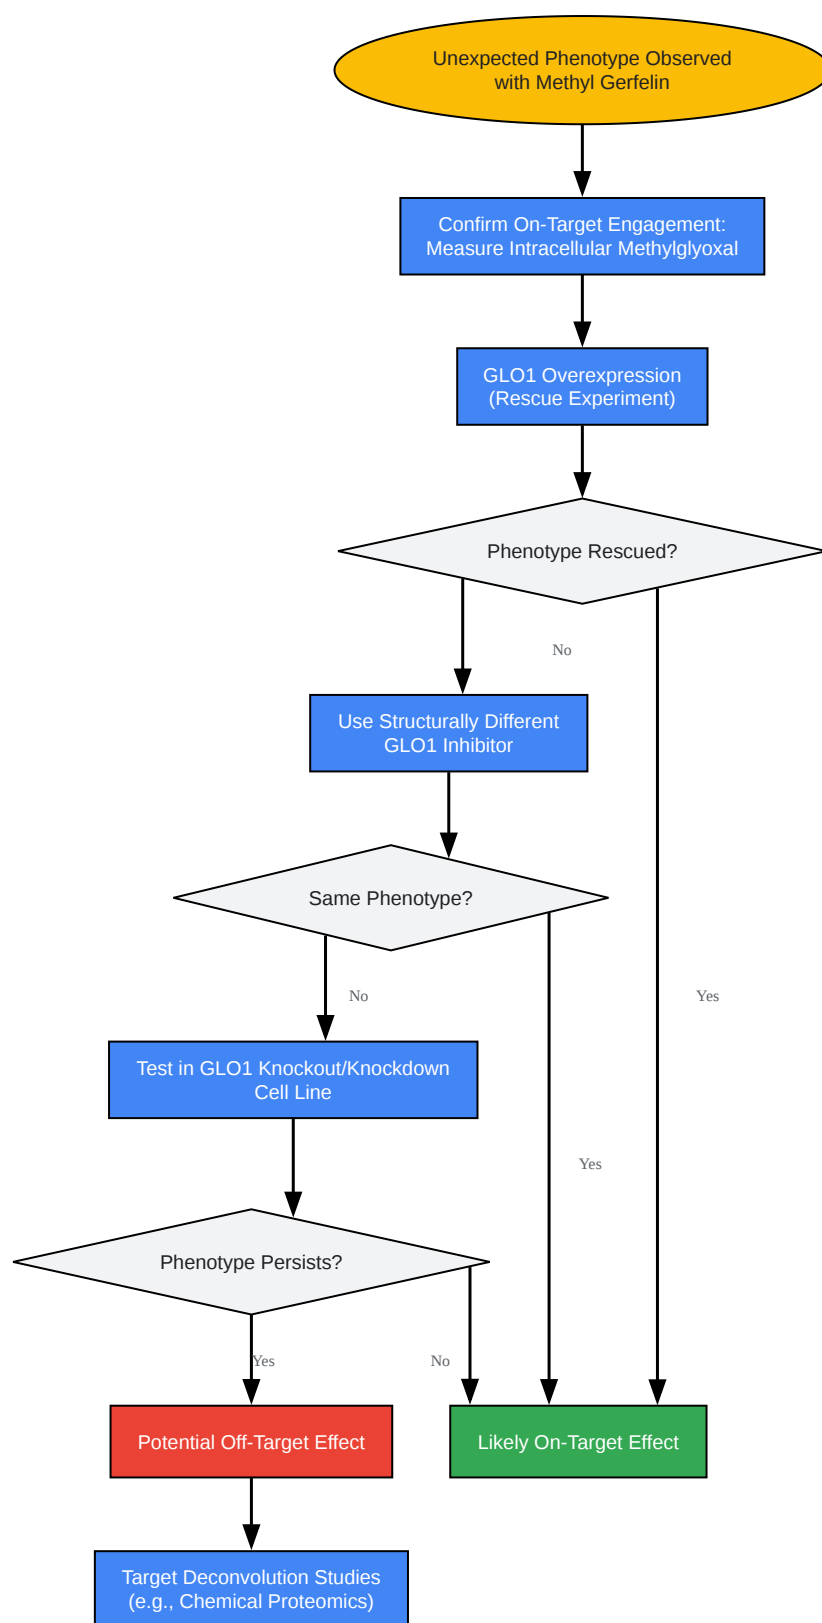 Unexpected Phenotype Observed
with Methyl Gerfelin
Confirm On-Target Engagement:
Measure Intracellular Methylglyoxal
GLO1 Overexpression
(Rescue Experiment)
Phenotype Rescued?
No
Use Structurally Different
GLO1 Inhibitor
Same Phenotype?
No
Yes
Test in GLO1 Knockout/Knockdown
Cell Line
Yes
Phenotype Persists?
Yes
No
Potential Off-Target Effect
Likely On-Target Effect
Target Deconvolution Studies
(e.g., Chemical Proteomics)